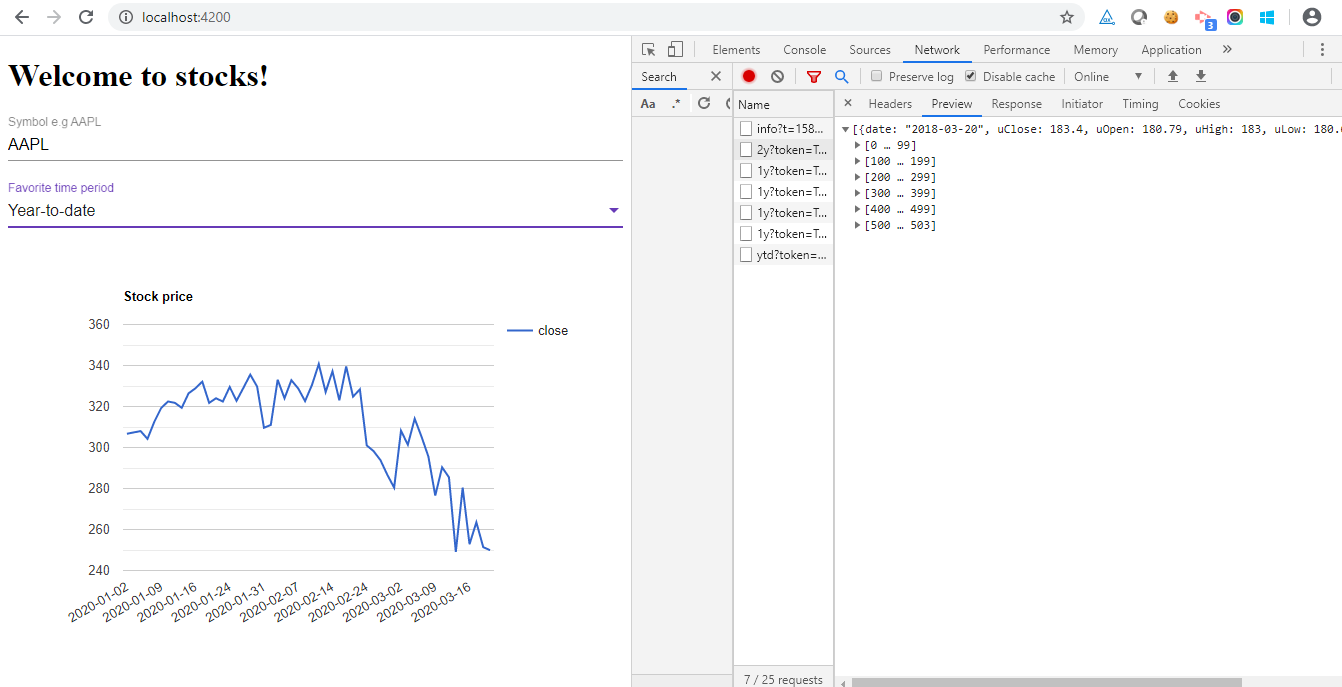 localhost:4200
3
Welcome to stocks!
Symbol e.g AAPL
AAPL
Favorite time period
Year-to-date
Stock price
close
360
340
320
300
280
260
240
2020-01-02
2020-01-09
2020-01-16
2020-01-24
2020-01-31
2020-02-07
2020-02-14
2020-02-24
2020-03-02
2020-03-09
2020-03-16
Elements Console Sources Network Performance Memory Application »
Search
Preserve log Disable cache Online
Aa .*
Name
info?t=158...
2y?token=T...
1y?token=T...
1y?token=T...
1y?token=T...
1y?token=T...
ytd?token=...
7 / 25 requests
Headers Preview Response Initiator Timing Cookies
[{date: "2018-03-20", uClose: 183.4, uOpen: 180.79, uHigh: 183, uLow: 180.
[0 … 99]
[100 … 199]
[200 … 299]
[300 … 399]
[400 … 499]
[500 … 503]